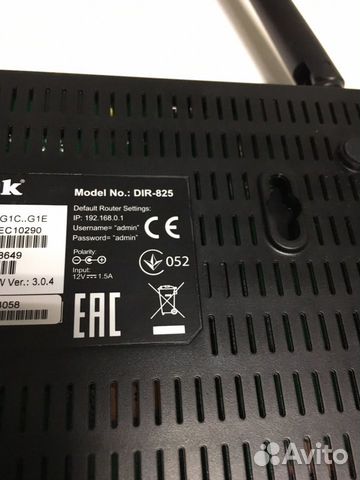 k
Model No.: DIR-825
G1C..G1E
EC10290
8649
W Ver.: 3.0.4
4058
Default Router Settings:
IP: 192.168.0.1
Username= "admin"
Password= "admin"
Polarity:
Input:
12V⎓1.5A
CE
052
EAC
Avito